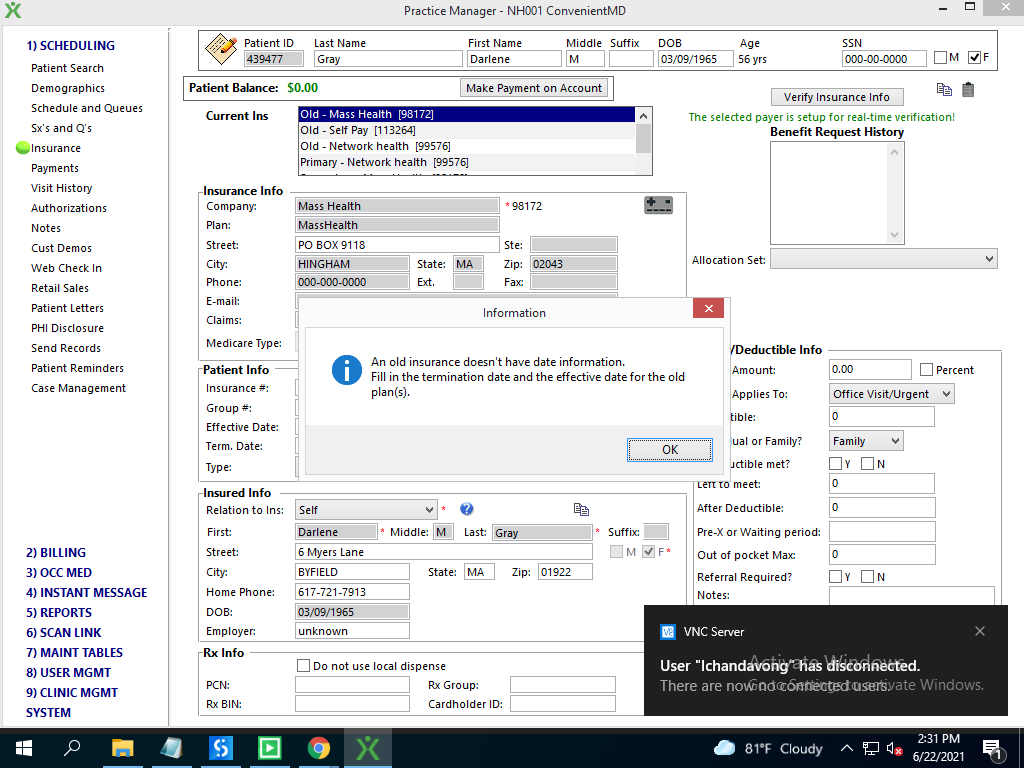 Practice Manager - NH001 ConvenientMD
1) SCHEDULING
Patient Search
Demographics
Schedule and Queues
Sx's and Q's
Insurance
Payments
Visit History
Authorizations
Notes
Cust Demos
Web Check In
Retail Sales
Patient Letters
PHI Disclosure
Send Records
Patient Reminders
Case Management
2) BILLING
3) OCC MED
4) INSTANT MESSAGE
5) REPORTS
6) SCAN LINK
7) MAINT TABLES
8) USER MGMT
9) CLINIC MGMT
SYSTEM
Patient ID Last Name First Name Middle Suffix DOB Age SSN
439477 Gray Darlene M 03/09/1965 56 yrs 000-00-0000 M F
Patient Balance: $0.00 Make Payment on Account
Current Ins
Old - Mass Health [98172]
Old - Self Pay [113264]
Old - Network health [99576]
Primary - Network health [99576]
Verify Insurance Info
The selected payer is setup for real-time verification!
Benefit Request History
Allocation Set:
Insurance Info
Company: Mass Health * 98172
Plan: MassHealth
Street: PO BOX 9118 Ste:
City: HINGHAM State: MA Zip: 02043
Phone: 000-000-0000 Ext. Fax:
E-mail:
Claims:
Medicare Type:
Information
An old insurance doesn't have date information.
Fill in the termination date and the effective date for the old
plan(s).
OK
Patient Info
Insurance #:
Group #:
Effective Date:
Term. Date:
Type:
/Deductible Info
Amount: 0.00 Percent
Applies To: Office Visit/Urgent
tible: 0
ual or Family? Family
uctible met? Y N
Left to meet: 0
After Deductible: 0
Pre-X or Waiting period:
Out of pocket Max: 0
Referral Required? Y N
Notes:
Insured Info
Relation to Ins: Self *
First: Darlene * Middle: M Last: Gray * Suffix:
Street: 6 Myers Lane M F *
City: BYFIELD State: MA Zip: 01922
Home Phone: 617-721-7913
DOB: 03/09/1965
Employer: unknown
Rx Info
Do not use local dispense
PCN: Rx Group:
Rx BIN: Cardholder ID:
VNC Server
User "lchandavong" has disconnected.
There are now no connected users.
Activate Windows
Go to Settings to activate Windows.
81°F Cloudy
2:31 PM
6/22/2021
1